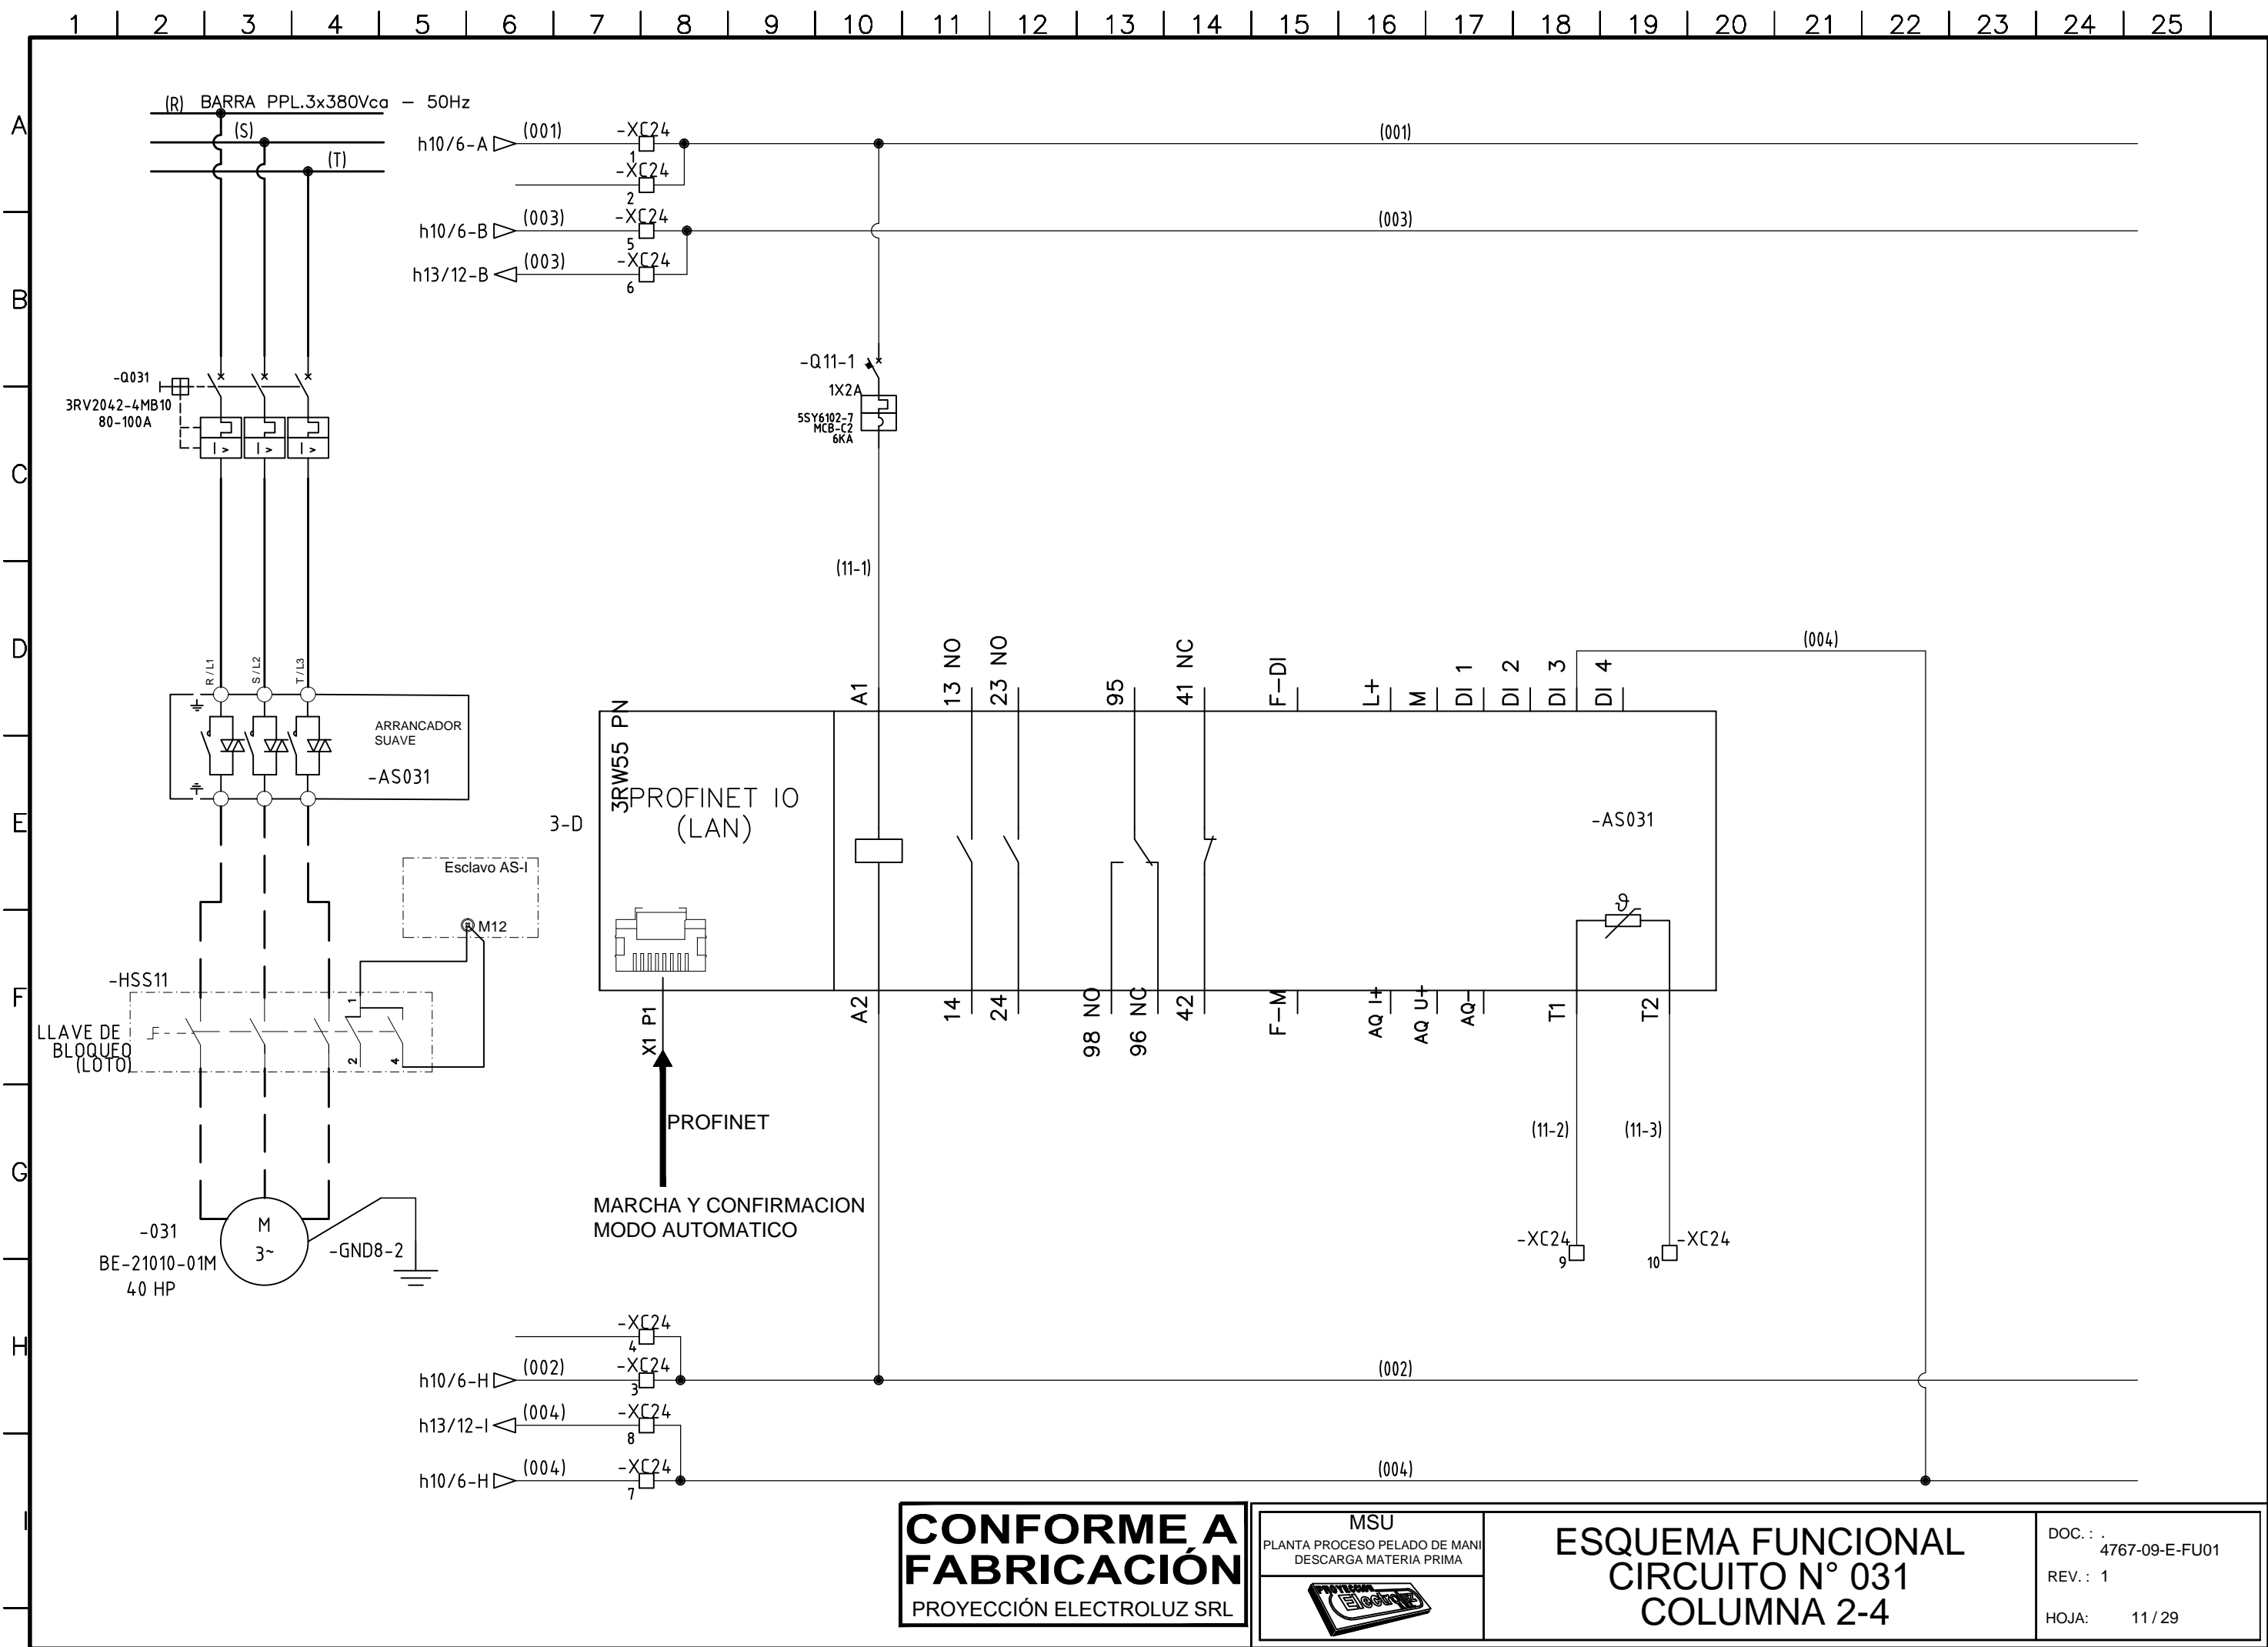 1 2 3 4 5 6 7 8 9 10 11 12 13 14 15 16 17 18 19 20 21 22 23 24 25
A
B
C
D
E
F
G
H
I
(R) BARRA PPL.3x380Vca – 50Hz
(S)
(T)
h10/6-A (001) -XC24 (001)
1
-XC24
2
h10/6-B (003) -XC24 (003)
5
h13/12-B (003) -XC24
6
-Q031
3RV2042-4MB10
80-100A
I > I > I >
-Q11-1
1X2A
5SY6102-7
MCB-C2
6KA
(11-1)
(004)
R/L1 S/L2 T/L3
ARRANCADOR
SUAVE
-AS031
A1 13 NO 23 NO 95 41 NC F-DI L+ M DI 1 DI 2 DI 3 DI 4
3RW55 PN
PROFINET IO
(LAN)
3-D
-AS031
ϑ
Esclavo AS-I
M12
-HSS11
LLAVE DE
BLOQUEO
(LOTO)
1
2 4
X1 P1 A2 14 24 98 NO 96 NC 42 F-M AQ I+ AQ U+ AQ- T1 T2
PROFINET
MARCHA Y CONFIRMACION
MODO AUTOMATICO
(11-2) (11-3)
-XC24 -XC24
9 10
M
3~
-031
BE-21010-01M
40 HP
-GND8-2
-XC24
4
h10/6-H (002) -XC24 (002)
3
h13/12-I (004) -XC24
8
h10/6-H (004) -XC24 (004)
7
CONFORME A
FABRICACIÓN
PROYECCIÓN ELECTROLUZ SRL
MSU
PLANTA PROCESO PELADO DE MANI
DESCARGA MATERIA PRIMA
PROYECCION
Electroluz
ESQUEMA FUNCIONAL
CIRCUITO N° 031
COLUMNA 2-4
DOC. : .
4767-09-E-FU01
REV. : 1
HOJA: 11 / 29